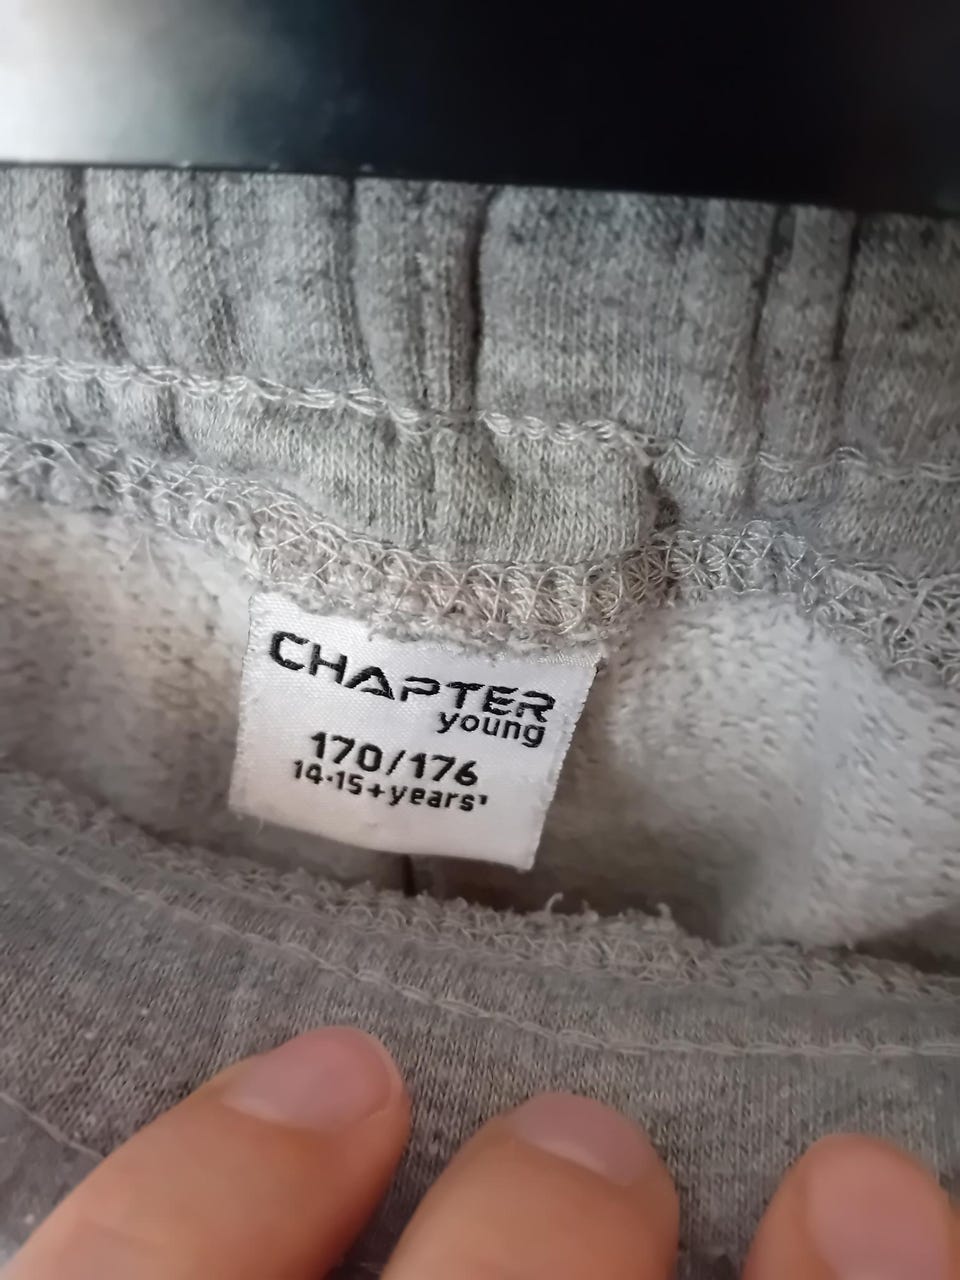 CHAPTER
young
170/176
14-15+years'